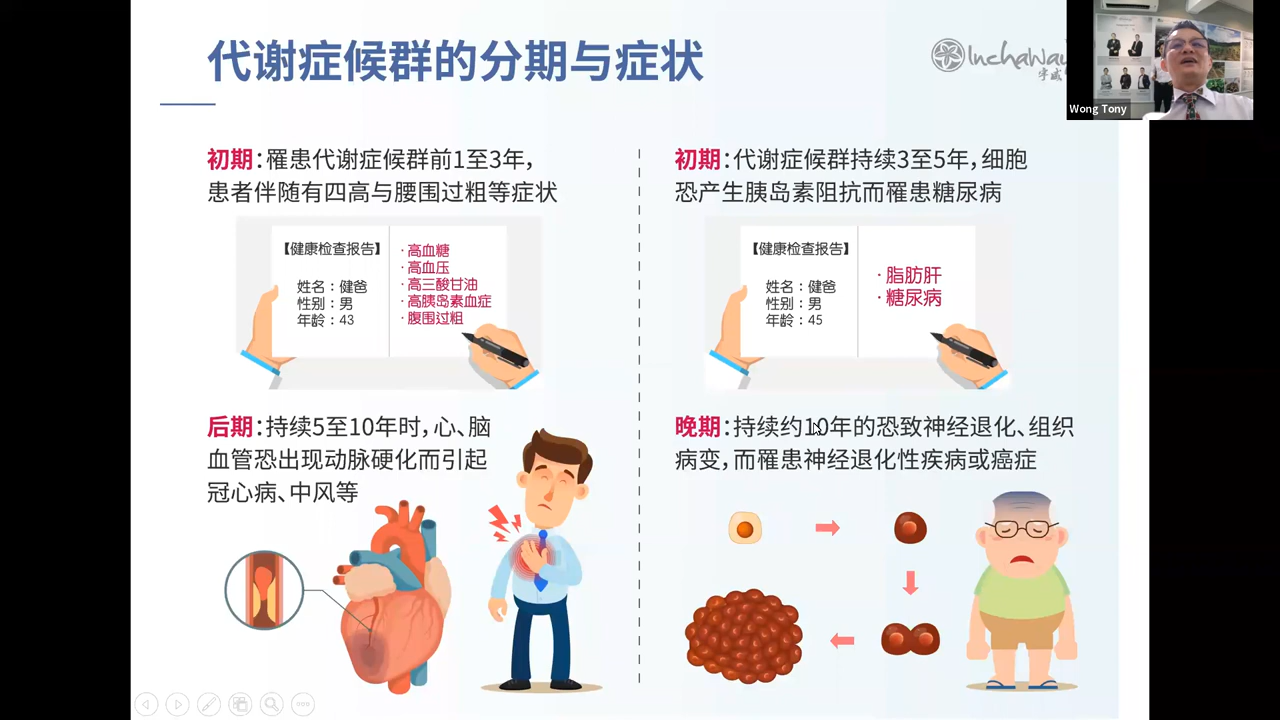 代谢症候群的分期与症状
Inchaway
Wong Tony
初期：罹患代谢症候群前1至3年，
患者伴随有四高与腰围过粗等症状
【健康检查报告】
姓名：健爸
性别：男
年龄：43
·高血糖
·高血压
·高三酸甘油
·高胰岛素血症
·腹围过粗
初期：代谢症候群持续3至5年，细胞
恐产生胰岛素阻抗而罹患糖尿病
【健康检查报告】
姓名：健爸
性别：男
年龄：45
·脂肪肝
·糖尿病
后期：持续5至10年时，心、脑
血管恐出现动脉硬化而引起
冠心病、中风等
晚期：持续约10年的恐致神经退化、组织
病变，而罹患神经退化性疾病或癌症